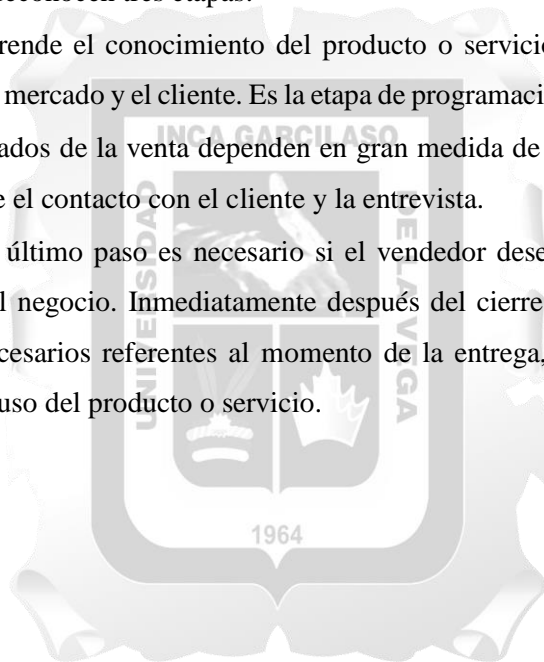 reconocen tres etapas:
rende el conocimiento del producto o servicio
mercado y el cliente. Es la etapa de programaci
ados de la venta dependen en gran medida de
e el contacto con el cliente y la entrevista.
último paso es necesario si el vendedor dese
l negocio. Inmediatamente después del cierre
cesarios referentes al momento de la entrega,
uso del producto o servicio.
INCA GARCILASO
UNIVERSIDAD
DE LA VEGA
1964